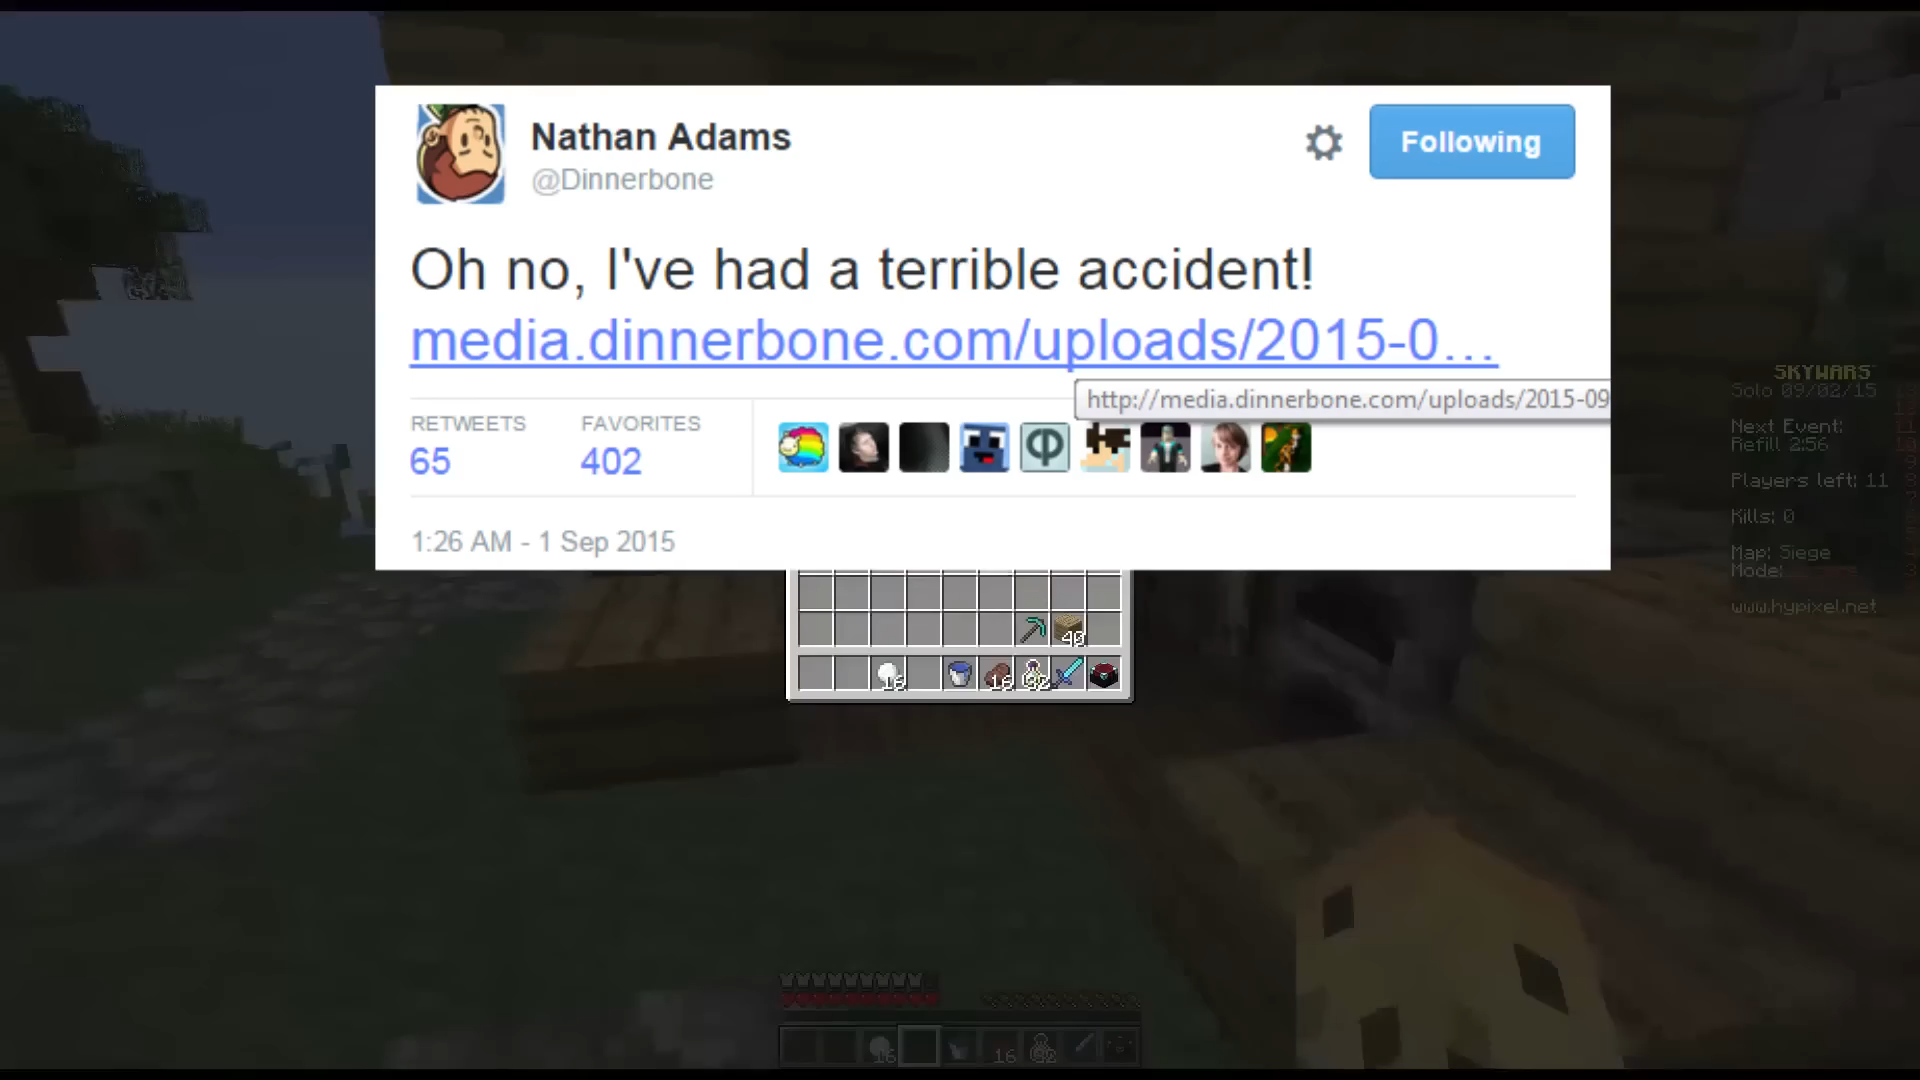 Nathan Adams
@Dinnerbone
Following
Oh no, I've had a terrible accident!
media.dinnerbone.com/uploads/2015-0...
http://media.dinnerbone.com/uploads/2015-09
RETWEETS
FAVORITES
65
402
1:26 AM - 1 Sep 2015
SKYWARS
Solo 09/02/15
Next Event:
Refill 2:56
Players left: 11
Kills: 0
Map: Siege
Mode:
www.hypixel.net
40
16
16
32
16
16
32